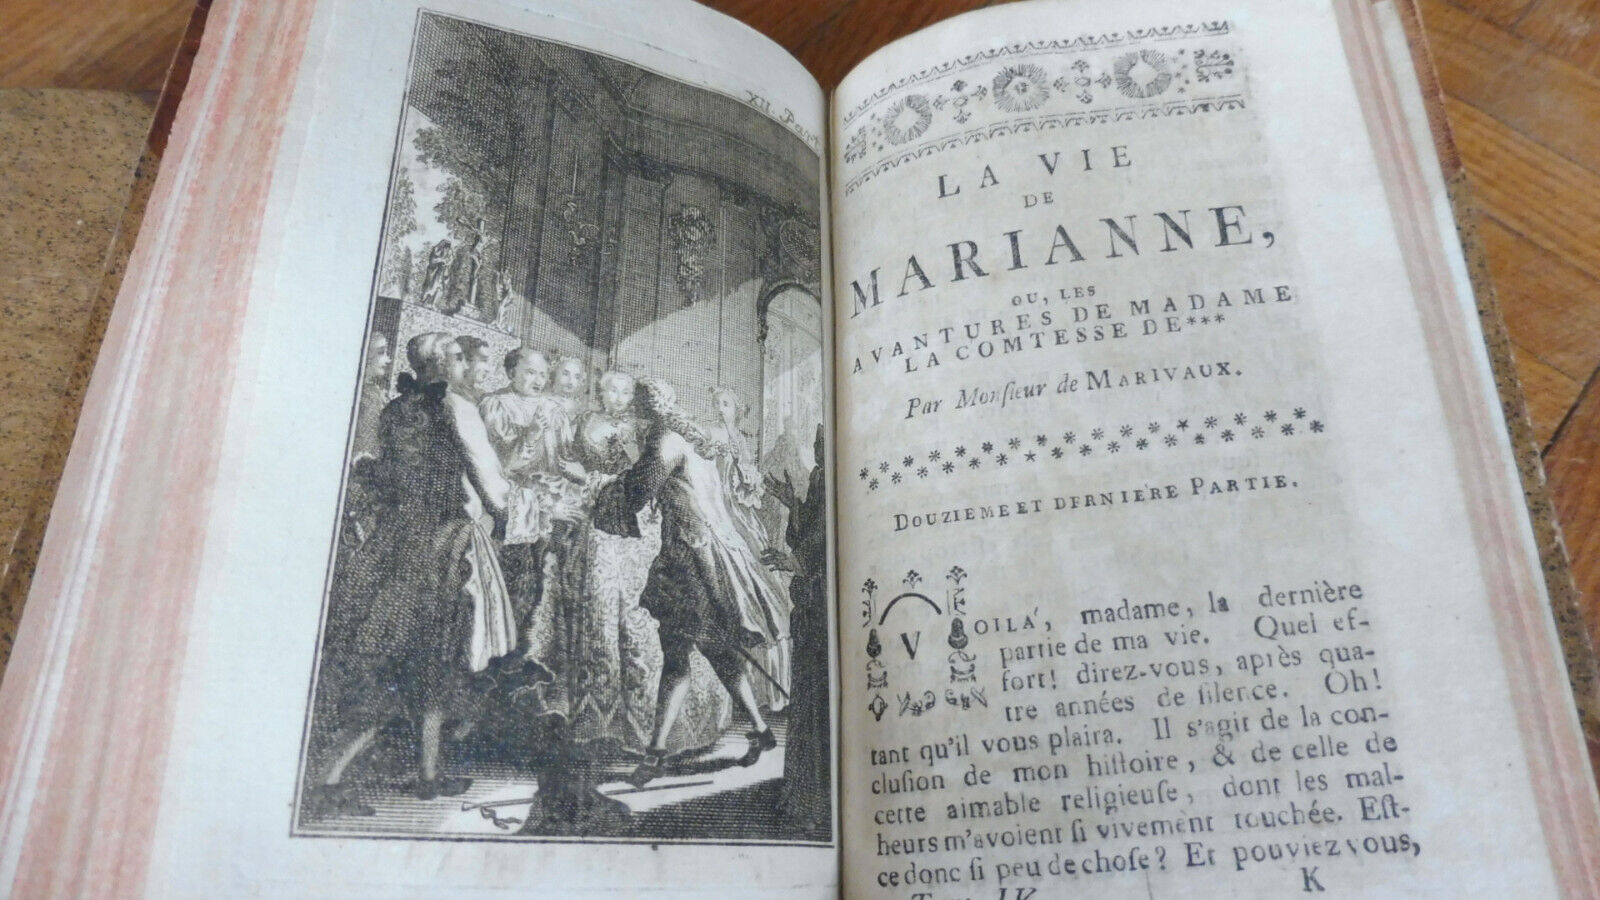 XII. Part.
LA VIE
DE
MARIANNE,
OU, LES
AVANTURES DE MADAME
LA COMTESSE DE***
Par Monsieur de MARIVAUX.
DOUZIEME ET DERNIÈRE PARTIE.
VOILÁ, madame, la dernière
partie de ma vie. Quel ef-
fort! direz-vous, après qua-
tre années de silence. Oh!
tant qu'il vous plaira. Il s'agit de la con-
clusion de mon histoire, & de celle de
cette aimable religieuse, dont les mal-
heurs m'avoient si vivement touchée. Est-
ce donc si peu de chose? Et pouviez vous,
Tom. IV. K